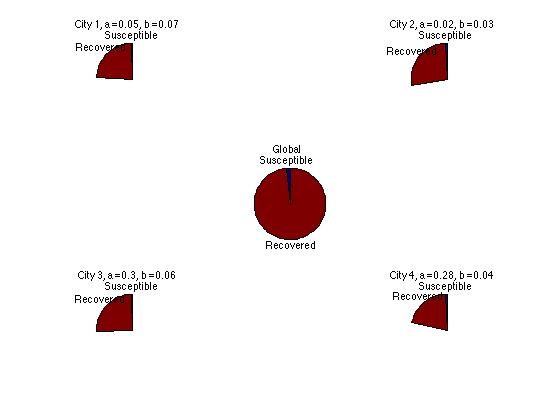 City 1, a=0.05, b=0.07
Susceptible
Recovered
City 2, a=0.02, b=0.03
Susceptible
Recovered
Global
Susceptible
Recovered
City 3, a=0.3, b=0.06
Susceptible
Recovered
City 4, a=0.28, b=0.04
Susceptible
Recovered